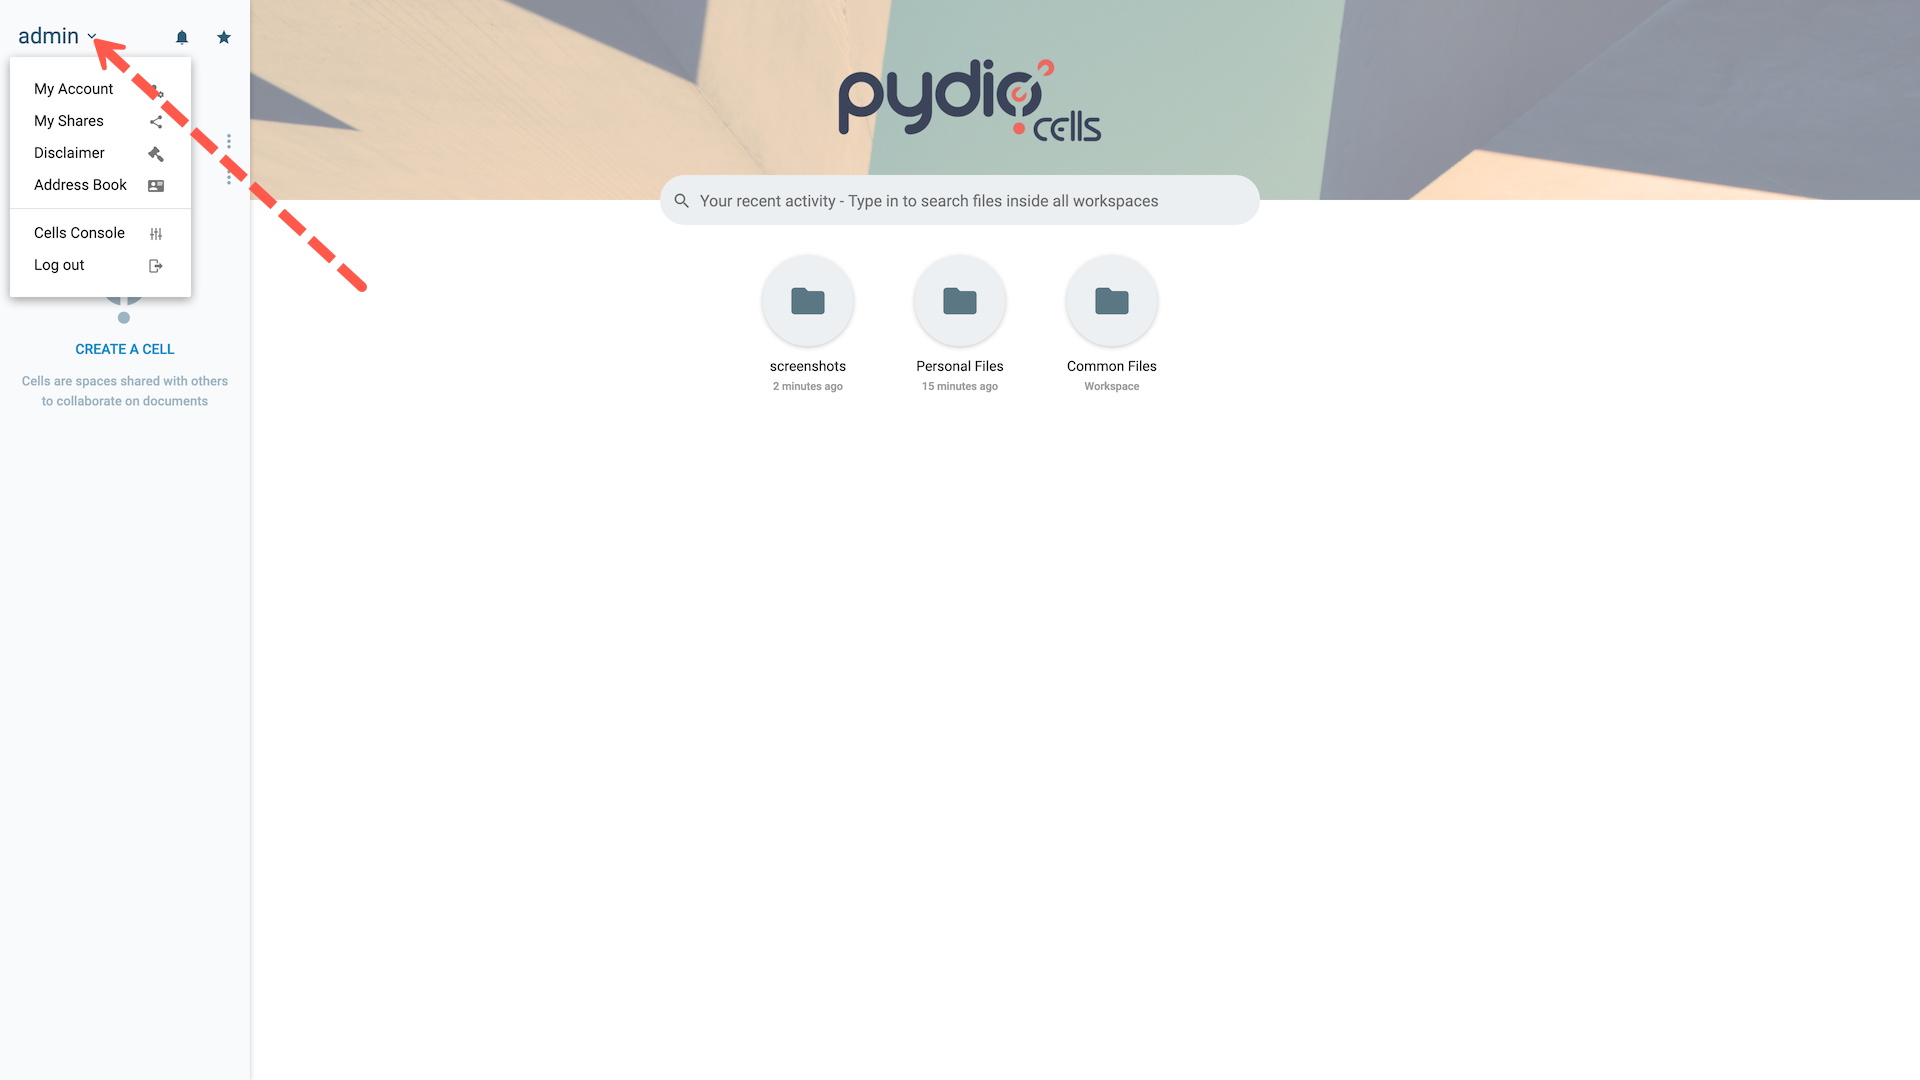 admin
My Account
My Shares
Disclaimer
Address Book
Cells Console
Log out
CREATE A CELL
Cells are spaces shared with others
to collaborate on documents
pydio
cells
Your recent activity - Type in to search files inside all workspaces
screenshots
2 minutes ago
Personal Files
15 minutes ago
Common Files
Workspace